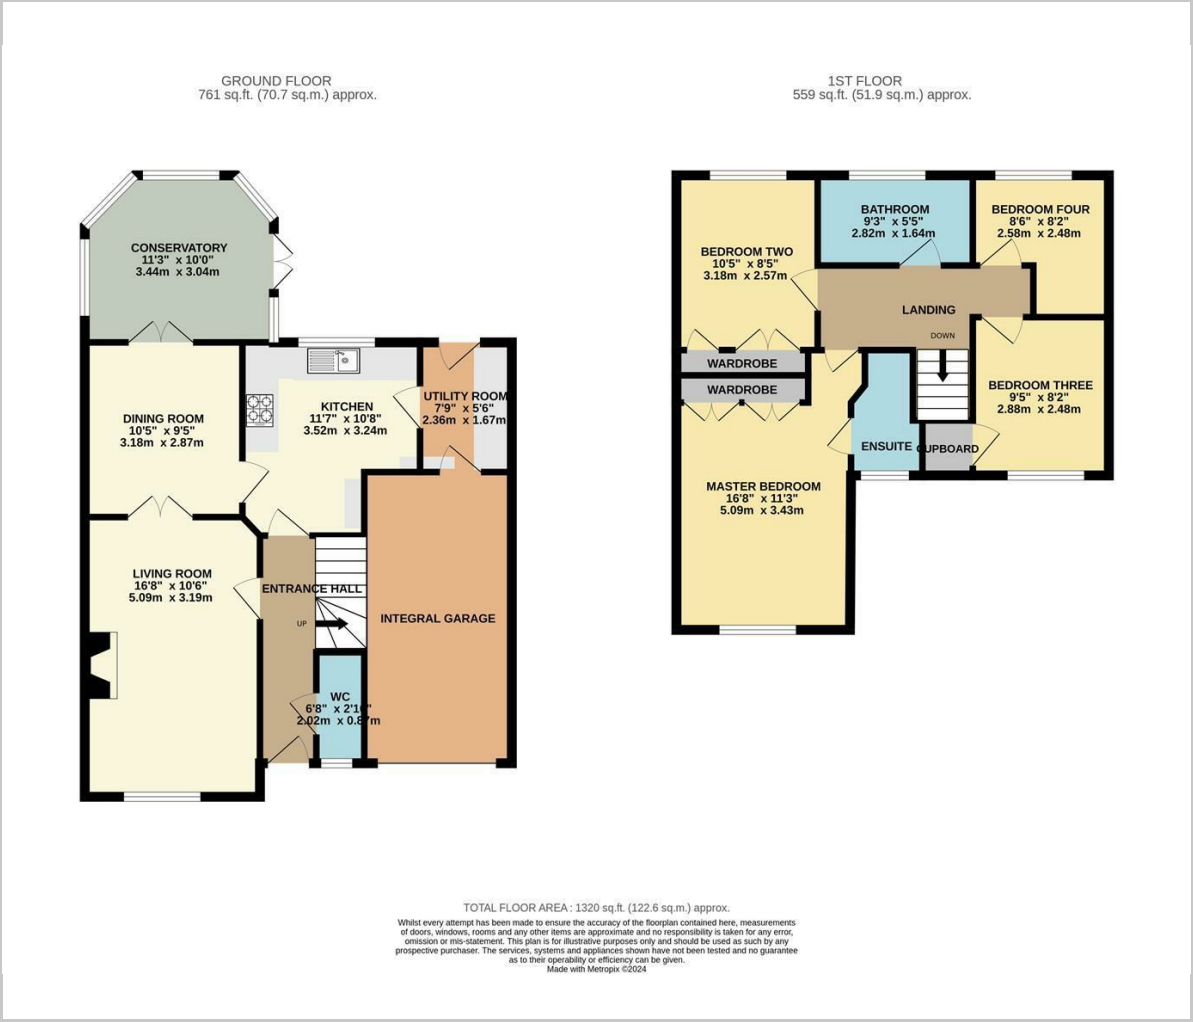 GROUND FLOOR
761 sq.ft. (70.7 sq.m.) approx.
1ST FLOOR
559 sq.ft. (51.9 sq.m.) approx.
CONSERVATORY
11'3" x 10'0"
3.44m x 3.04m
DINING ROOM
10'5" x 9'5"
3.18m x 2.87m
KITCHEN
11'7" x 10'8"
3.52m x 3.24m
UTILITY ROOM
7'9" x 5'6"
2.36m x 1.67m
LIVING ROOM
16'8" x 10'6"
5.09m x 3.19m
ENTRANCE HALL
UP
INTEGRAL GARAGE
WC
6'8" x 2'10"
2.02m x 0.87m
BEDROOM TWO
10'5" x 8'5"
3.18m x 2.57m
BATHROOM
9'3" x 5'5"
2.82m x 1.64m
BEDROOM FOUR
8'6" x 8'2"
2.58m x 2.48m
LANDING
DOWN
WARDROBE
WARDROBE
BEDROOM THREE
9'5" x 8'2"
2.88m x 2.48m
ENSUITE
CUPBOARD
MASTER BEDROOM
16'8" x 11'3"
5.09m x 3.43m
TOTAL FLOOR AREA : 1320 sq.ft. (122.6 sq.m.) approx.
Whilst every attempt has been made to ensure the accuracy of the floorplan contained here, measurements
of doors, windows, rooms and any other items are approximate and no responsibility is taken for any error,
omission or mis-statement. This plan is for illustrative purposes only and should be used as such by any
prospective purchaser. The services, systems and appliances shown have not been tested and no guarantee
as to their operability or efficiency can be given.
Made with Metropix ©2024